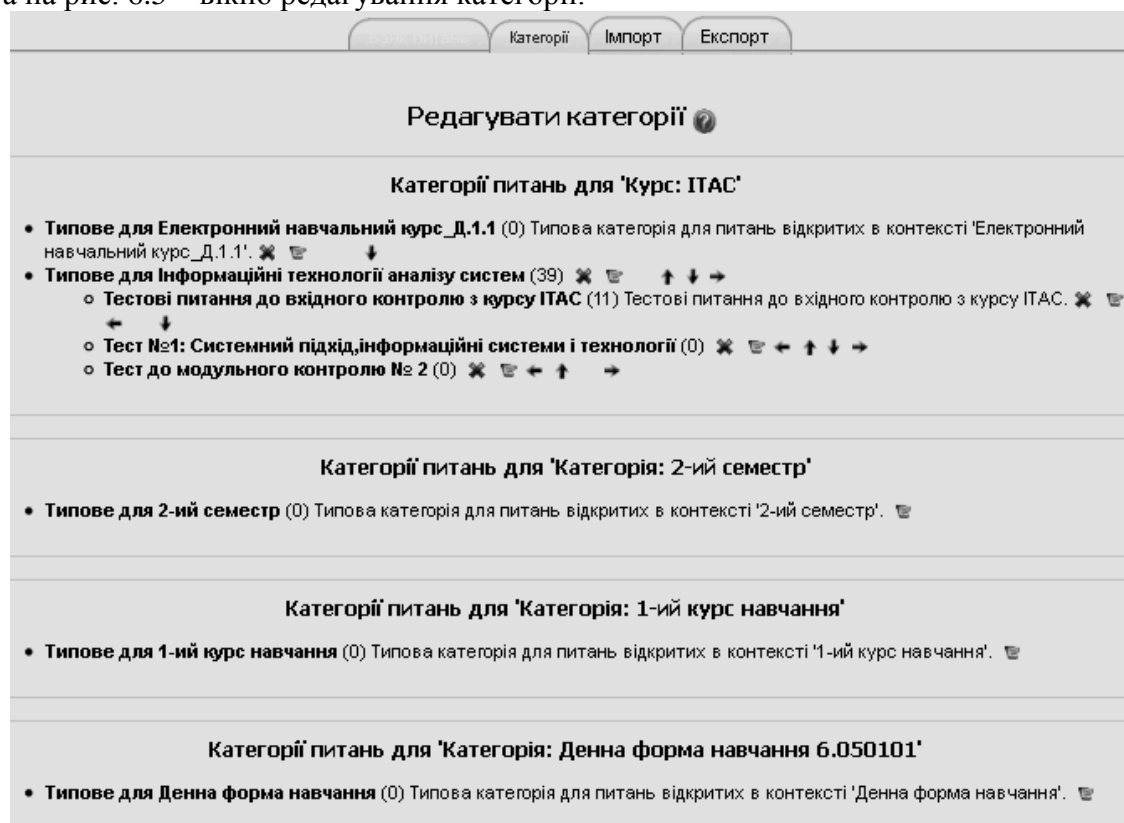 а на рис. 6.3 – вікно редагування категорії.
Категорії Імпорт Експорт
Редагувати категорії
Категорії питань для 'Курс: ІТАС'
• Типове для Електронний навчальний курс_Д.1.1 (0) Типова категорія для питань відкритих в контексті 'Електронний
навчальний курс_Д.1.1'.
• Типове для Інформаційні технології аналізу систем (39)
Тестові питання до вхідного контролю з курсу ІТАС (11) Тестові питання до вхідного контролю з курсу ІТАС.
Тест №1: Системний підхід,інформаційні системи і технології (0)
Тест до модульного контролю № 2 (0)
Категорії питань для 'Категорія: 2-ий семестр'
• Типове для 2-ий семестр (0) Типова категорія для питань відкритих в контексті '2-ий семестр'.
Категорії питань для 'Категорія: 1-ий курс навчання'
• Типове для 1-ий курс навчання (0) Типова категорія для питань відкритих в контексті '1-ий курс навчання'.
Категорії питань для 'Категорія: Денна форма навчання 6.050101'
• Типове для Денна форма навчання (0) Типова категорія для питань відкритих в контексті 'Денна форма навчання'.